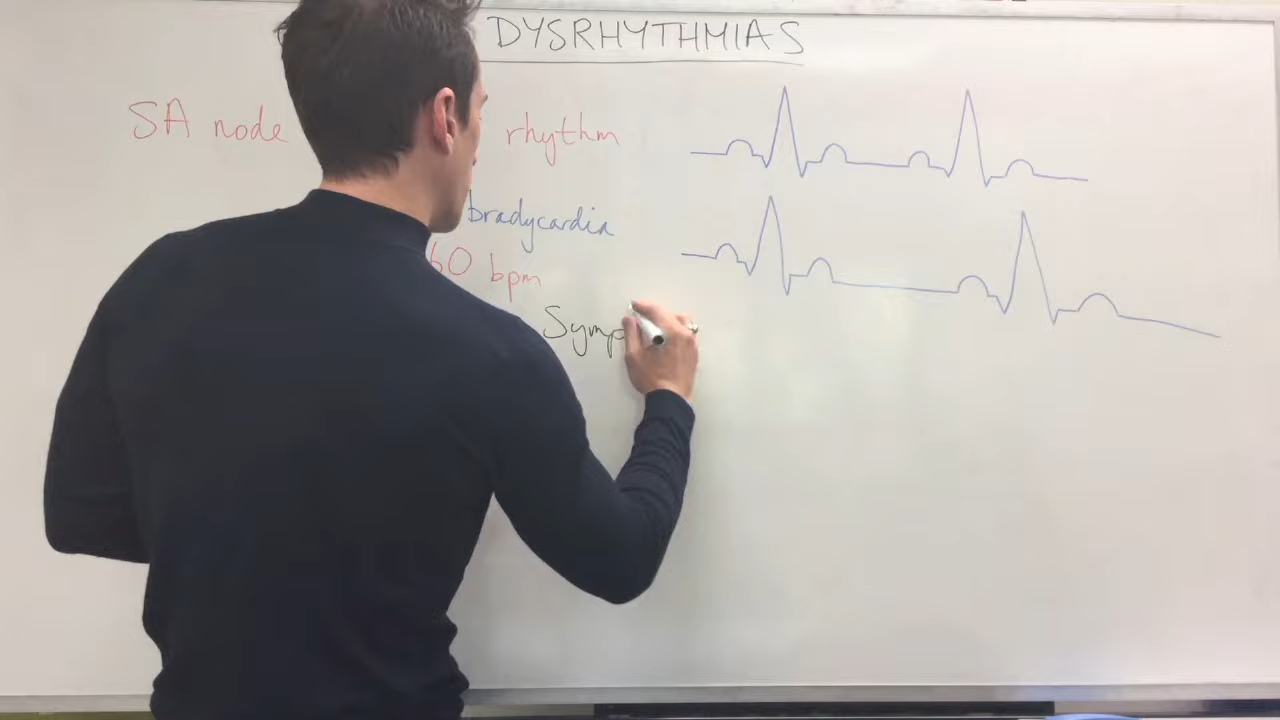 DYSRHYTHMIAS
SA node rhythm
bradycardia
60 bpm
Symp